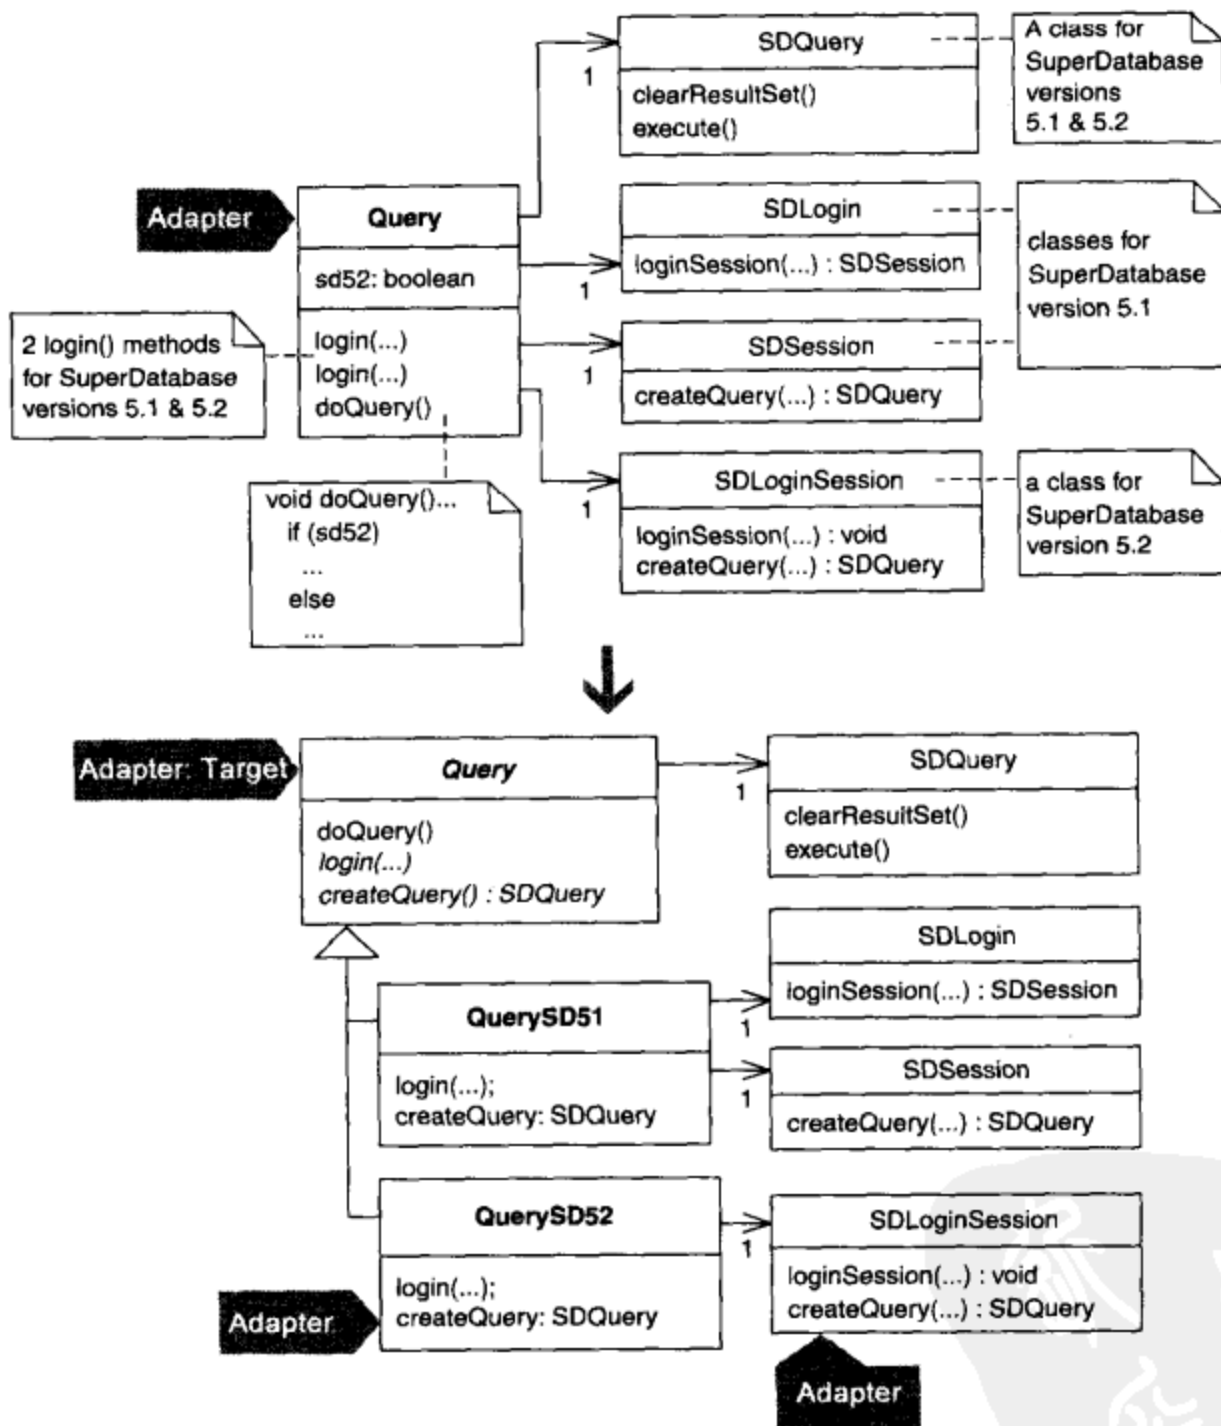 SDQuery
clearResultSet()
execute()
A class for
SuperDatabase
versions
5.1 & 5.2
1
Adapter
Query
sd52: boolean
login(...)
login(...)
doQuery()
2 login() methods
for SuperDatabase
versions 5.1 & 5.2
void doQuery()...
if (sd52)
...
else
...
SDLogin
loginSession(...) : SDSession
1
classes for
SuperDatabase
version 5.1
SDSession
createQuery(...) : SDQuery
1
SDLoginSession
loginSession(...) : void
createQuery(...) : SDQuery
1
a class for
SuperDatabase
version 5.2
Adapter: Target
Query
doQuery()
login(...)
createQuery() : SDQuery
1
SDQuery
clearResultSet()
execute()
QuerySD51
login(...);
createQuery: SDQuery
1
SDLogin
loginSession(...) : SDSession
1
SDSession
createQuery(...) : SDQuery
QuerySD52
login(...);
createQuery: SDQuery
Adapter
1
SDLoginSession
loginSession(...) : void
createQuery(...) : SDQuery
Adapter